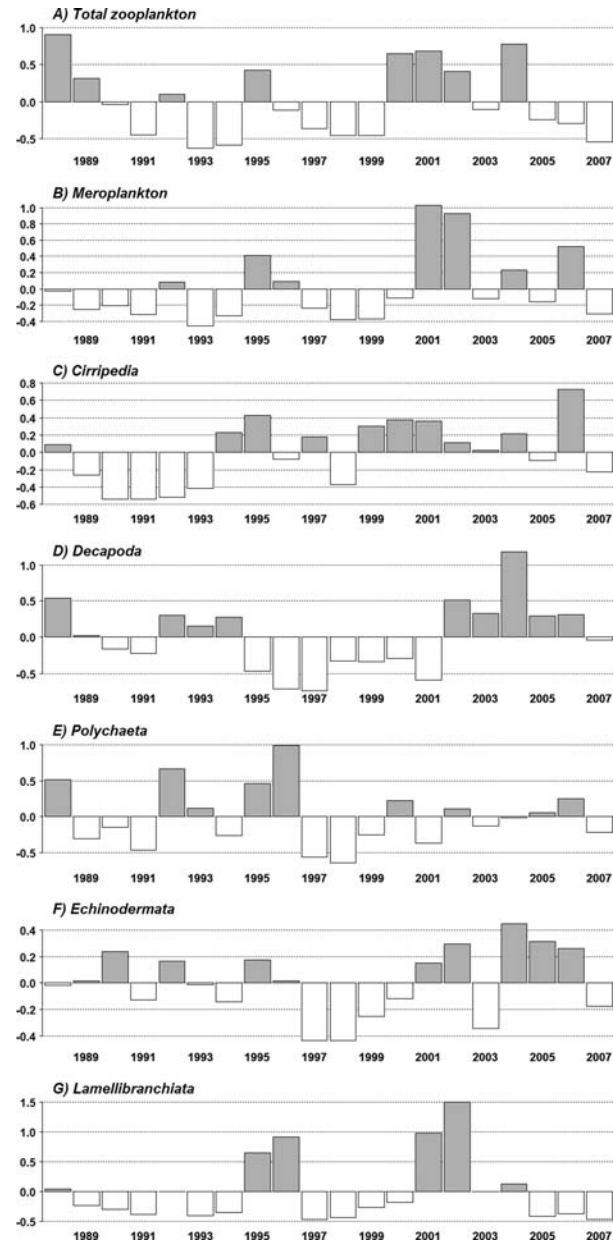 A) Total zooplankton
1.0
0.5
0.0
-0.5
1989 1991 1993 1995 1997 1999 2001 2003 2005 2007
B) Meroplankton
1.0
0.8
0.6
0.4
0.2
0.0
-0.2
-0.4
1989 1991 1993 1995 1997 1999 2001 2003 2005 2007
C) Cirripedia
0.8
0.6
0.4
0.2
0.0
-0.2
-0.4
-0.6
1989 1991 1993 1995 1997 1999 2001 2003 2005 2007
D) Decapoda
1.0
0.5
0.0
-0.5
1989 1991 1993 1995 1997 1999 2001 2003 2005 2007
E) Polychaeta
1.0
0.5
0.0
-0.5
1989 1991 1993 1995 1997 1999 2001 2003 2005 2007
F) Echinodermata
0.4
0.2
0.0
-0.2
-0.4
1989 1991 1993 1995 1997 1999 2001 2003 2005 2007
G) Lamellibranchiata
1.5
1.0
0.5
0.0
-0.5
1989 1991 1993 1995 1997 1999 2001 2003 2005 2007